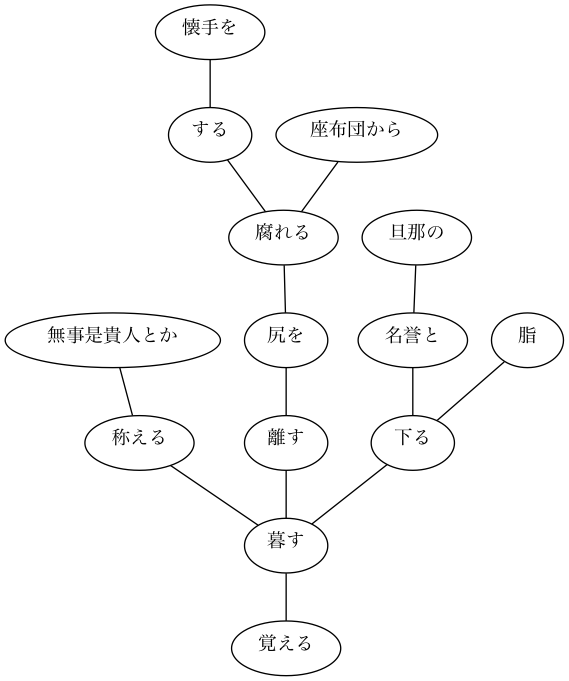 懐手を
する
座布団から
腐れる
旦那の
無事是貴人とか
尻を
名誉と
脂
称える
離す
下る
暮す
覚える